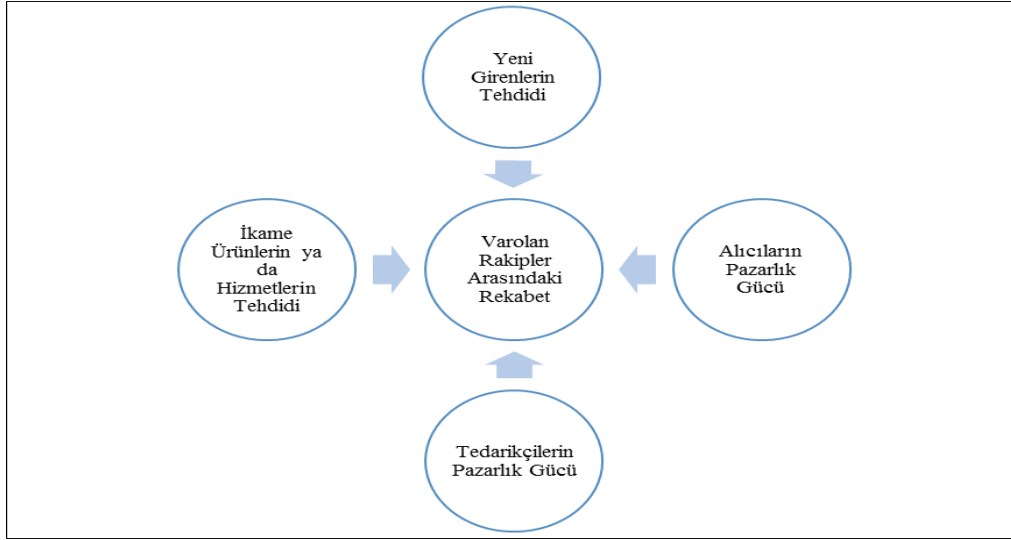 Yeni
Girenlerin
Tehdidi
İkame
Ürünlerin ya
da
Hizmetlerin
Tehdidi
Varolan
Rakipler
Arasındaki
Rekabet
Alıcıların
Pazarlık
Gücü
Tedarikçilerin
Pazarlık Gücü